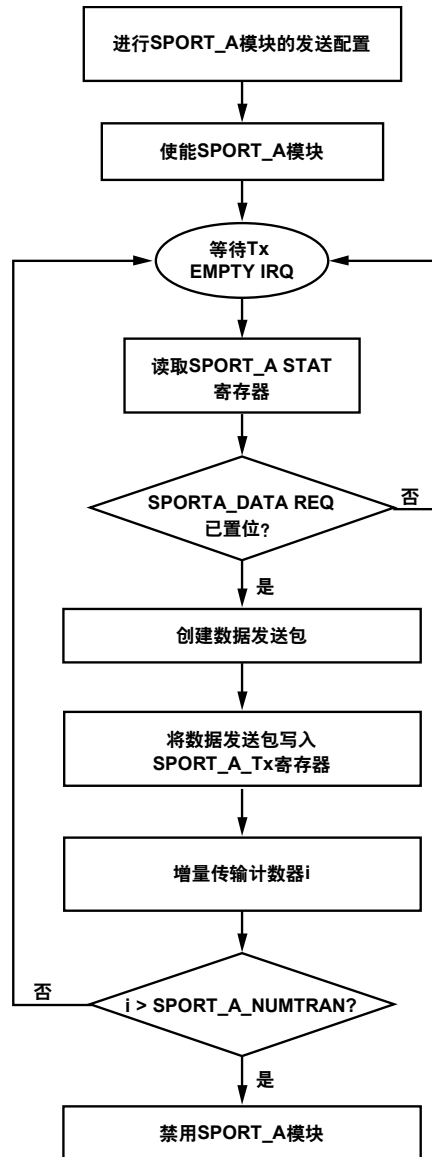 进行SPORT_A模块的发送配置
使能SPORT_A模块
等待Tx
EMPTY IRQ
读取SPORT_A STAT
寄存器
SPORTA_DATA REQ
已置位?
否
是
创建数据发送包
将数据发送包写入
SPORT_A_Tx寄存器
增量传输计数器i
否
i > SPORT_A_NUMTRAN?
是
禁用SPORT_A模块